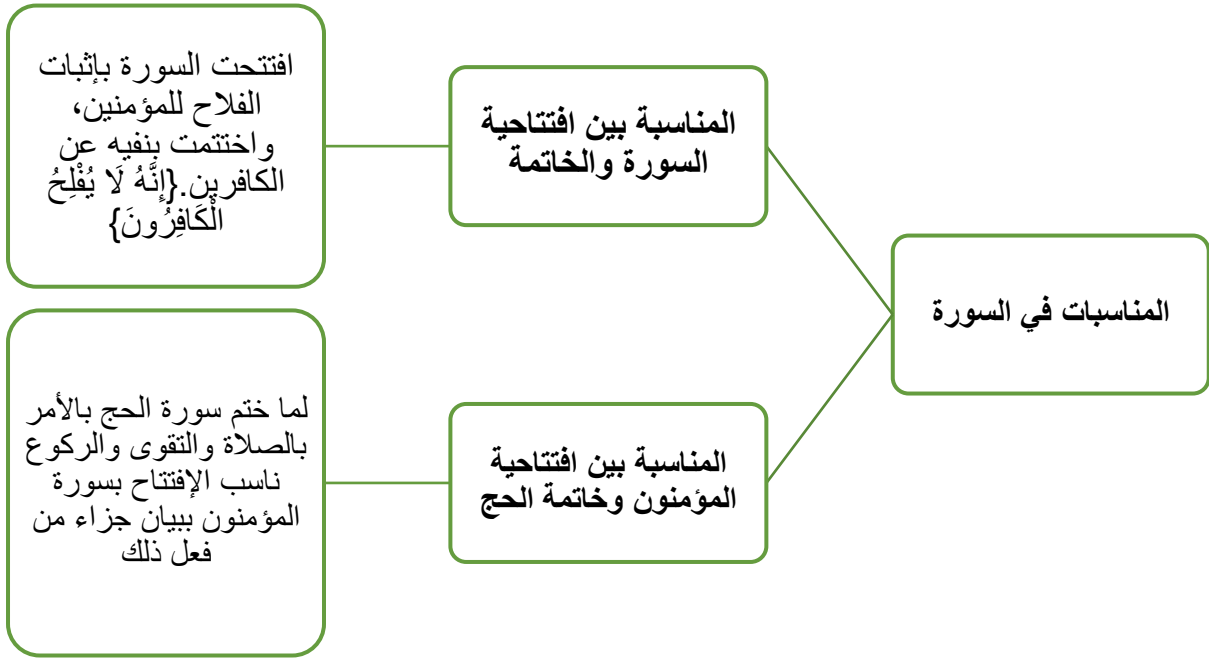 المناسبات في السورة
المناسبة بين افتتاحية
السورة والخاتمة
افتتحت السورة بإثبات
الفلاح للمؤمنين،
واختتمت بنفيه عن
الكافرين.{إِنَّهُ لَا يُفْلِحُ
الْكَافِرُونَ}
المناسبة بين افتتاحية
المؤمنون وخاتمة الحج
لما ختم سورة الحج بالأمر
بالصلاة والتقوى والركوع
ناسب الإفتتاح بسورة
المؤمنون ببيان جزاء من
فعل ذلك